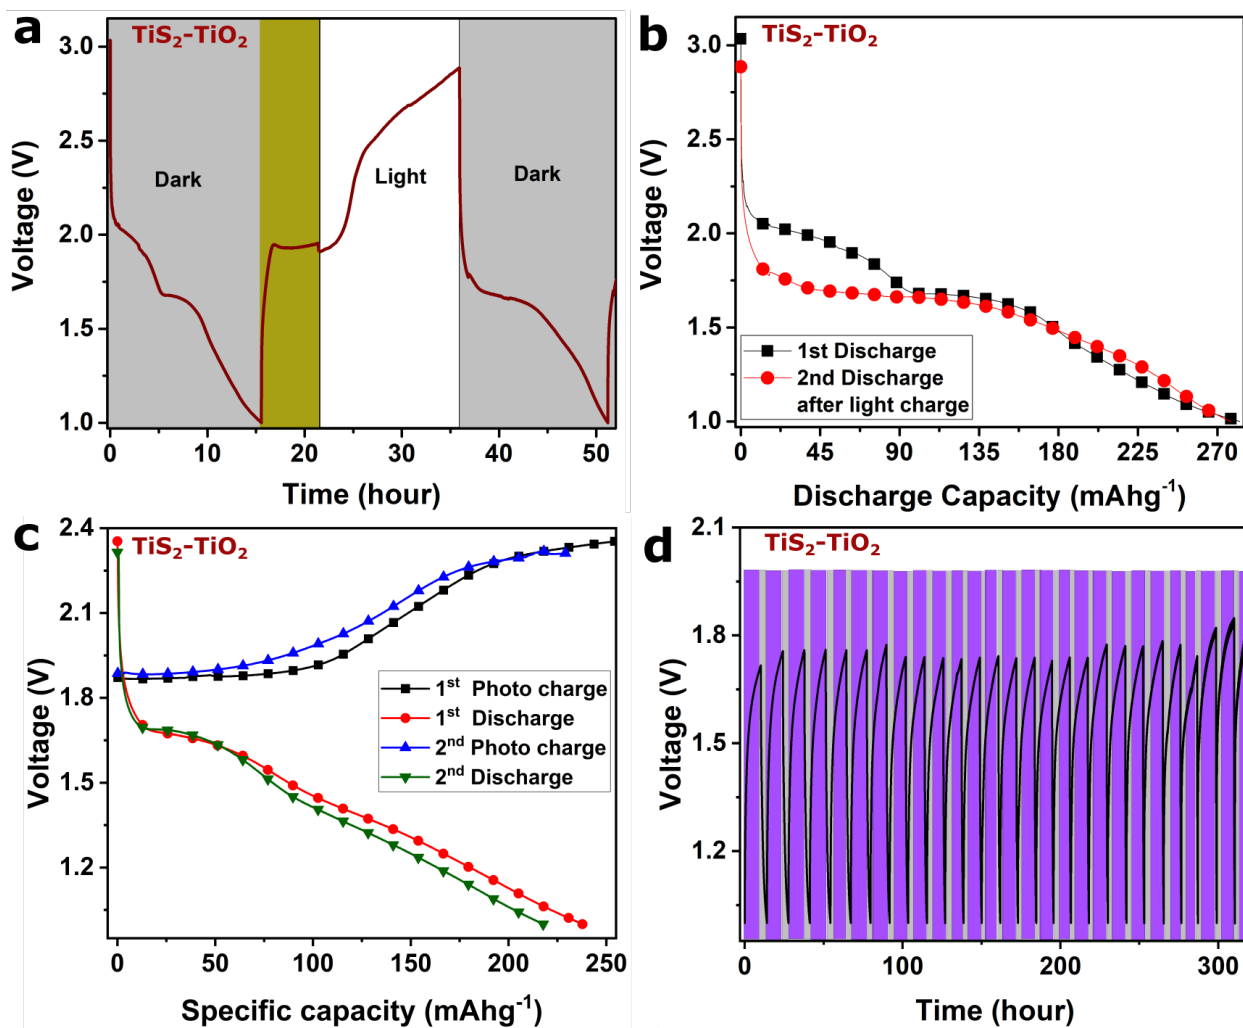 a
TiS₂-TiO₂
Voltage (V)
3.0
2.5
2.0
1.5
1.0
Dark
Light
Dark
0
10
20
30
40
50
Time (hour)
b
TiS₂-TiO₂
Voltage (V)
3.0
2.5
2.0
1.5
1.0
1st Discharge
2nd Discharge
after light charge
0
45
90
135
180
225
270
Discharge Capacity (mAhg⁻¹)
c
TiS₂-TiO₂
Voltage (V)
2.4
2.1
1.8
1.5
1.2
1ˢᵗ Photo charge
1ˢᵗ Discharge
2ⁿᵈ Photo charge
2ⁿᵈ Discharge
0
50
100
150
200
250
Specific capacity (mAhg⁻¹)
d
TiS₂-TiO₂
Voltage (V)
2.1
1.8
1.5
1.2
0
100
200
300
Time (hour)